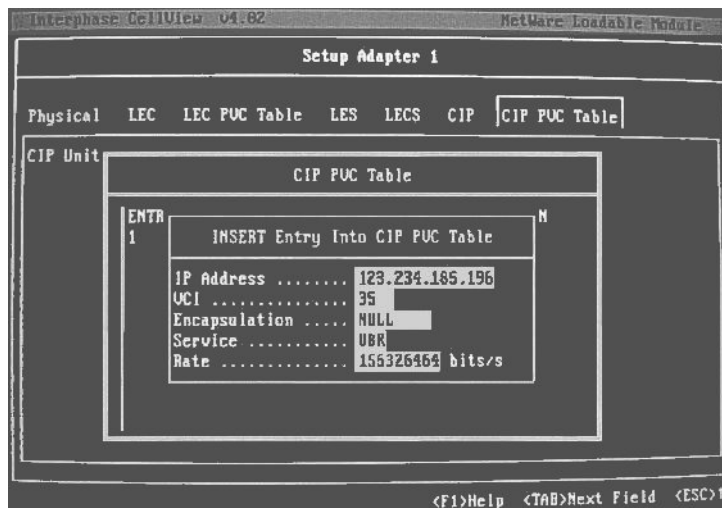 Interphase CellView v4.02 NetWare Loadable Module
Setup Adapter 1
Physical LEC LEC PVC Table LES LECS CIP CIP PVC Table
CIP Unit
CIP PVC Table
ENTR N
1
INSERT Entry Into CIP PVC Table
IP Address ........ 123.234.185.196
VCI ............... 35
Encapsulation ..... NULL
Service ........... UBR
Rate .............. 155326464 bits/s
<F1>Help <TAB>Next Field <ESC>